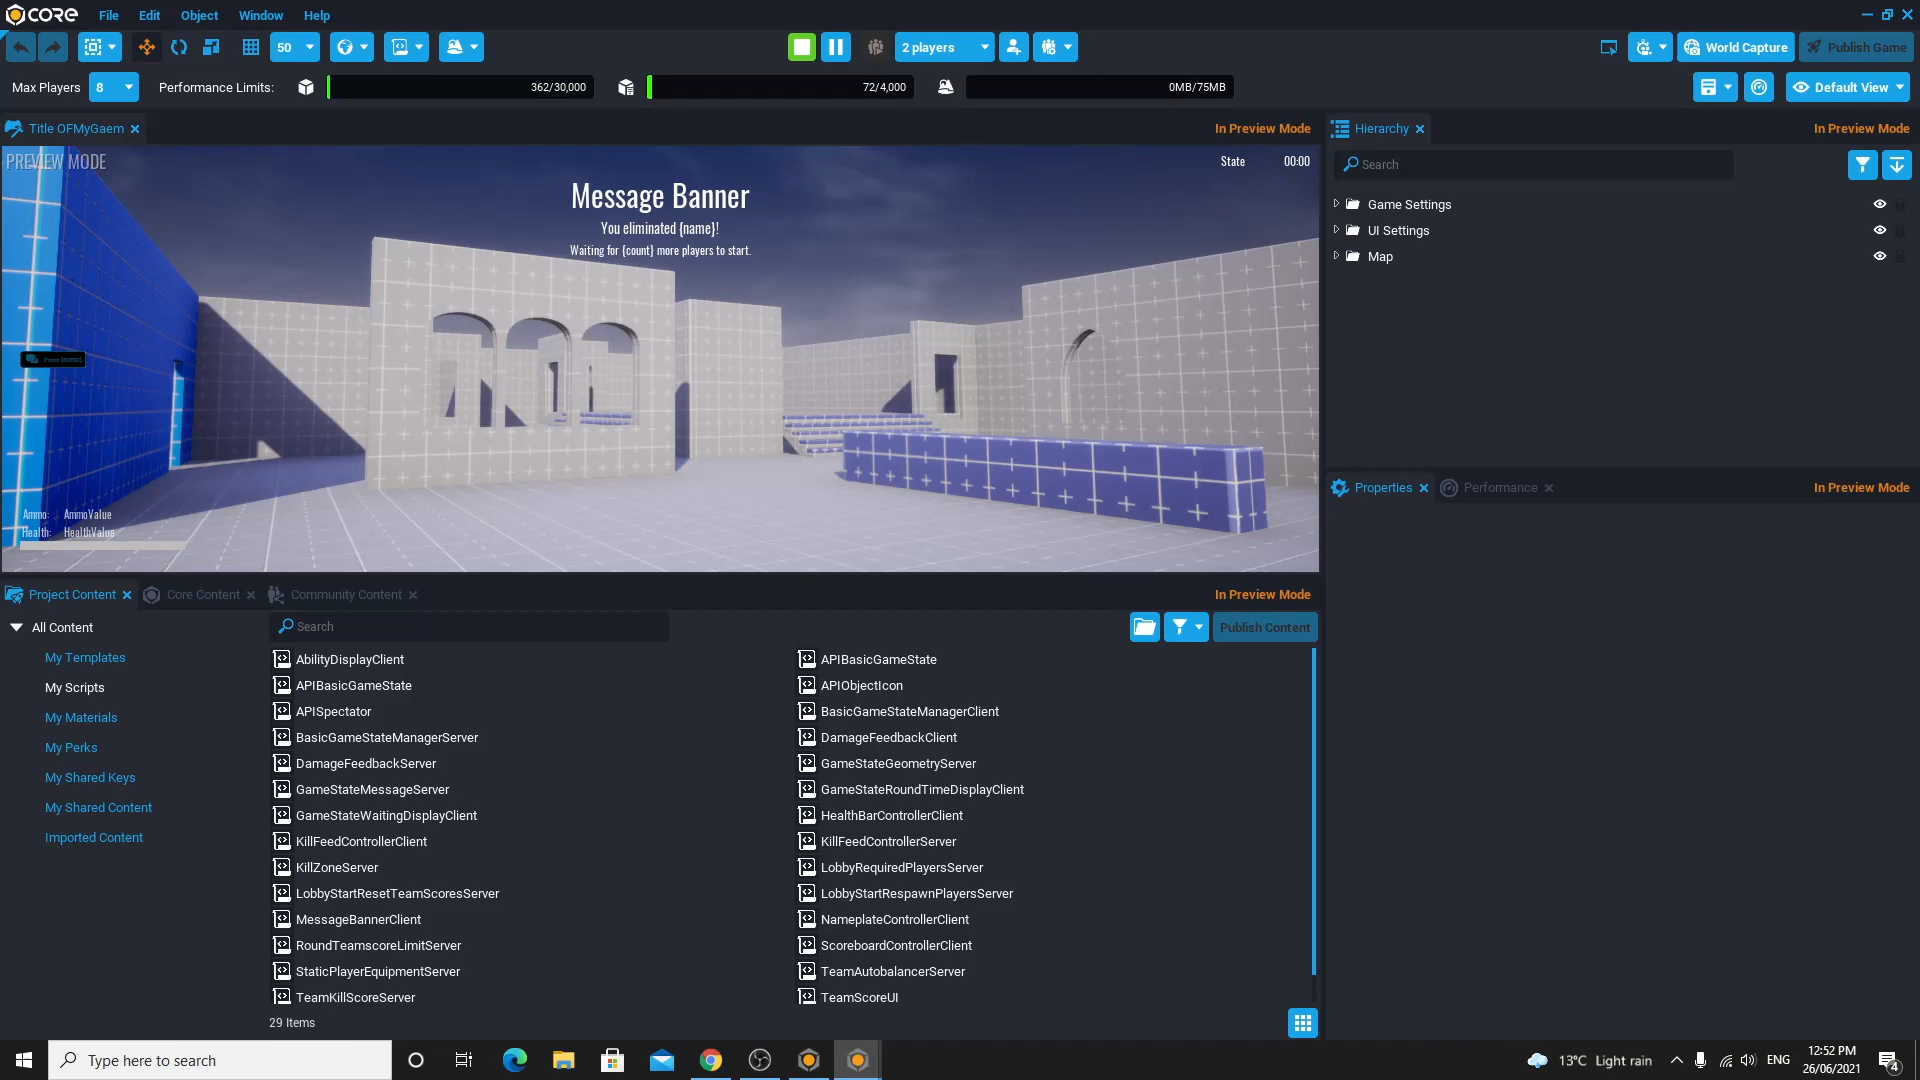 CORE File Edit Object Window Help
50 2 players World Capture Publish Game
Max Players 8 Performance Limits: 362/30,000 72/4,000 0MB/75MB Default View
Title OFMyGaem In Preview Mode
PREVIEW MODE
State 00:00
Message Banner
You eliminated {name}!
Waiting for {count} more players to start.
Press [ENTER]
Ammo: AmmoValue
Health: HealthValue
Hierarchy In Preview Mode
Search
Game Settings
UI Settings
Map
Properties Performance In Preview Mode
Project Content Core Content Community Content In Preview Mode
All Content
My Templates
My Scripts
My Materials
My Perks
My Shared Keys
My Shared Content
Imported Content
Search Publish Content
AbilityDisplayClient APIBasicGameState
APIBasicGameState APIObjectIcon
APISpectator BasicGameStateManagerClient
BasicGameStateManagerServer DamageFeedbackClient
DamageFeedbackServer GameStateGeometryServer
GameStateMessageServer GameStateRoundTimeDisplayClient
GameStateWaitingDisplayClient HealthBarControllerClient
KillFeedControllerClient KillFeedControllerServer
KillZoneServer LobbyRequiredPlayersServer
LobbyStartResetTeamScoresServer LobbyStartRespawnPlayersServer
MessageBannerClient NameplateControllerClient
RoundTeamscoreLimitServer ScoreboardControllerClient
StaticPlayerEquipmentServer TeamAutobalancerServer
TeamKillScoreServer TeamScoreUI
29 Items
Type here to search
13°C Light rain ENG 12:52 PM
26/06/2021 4